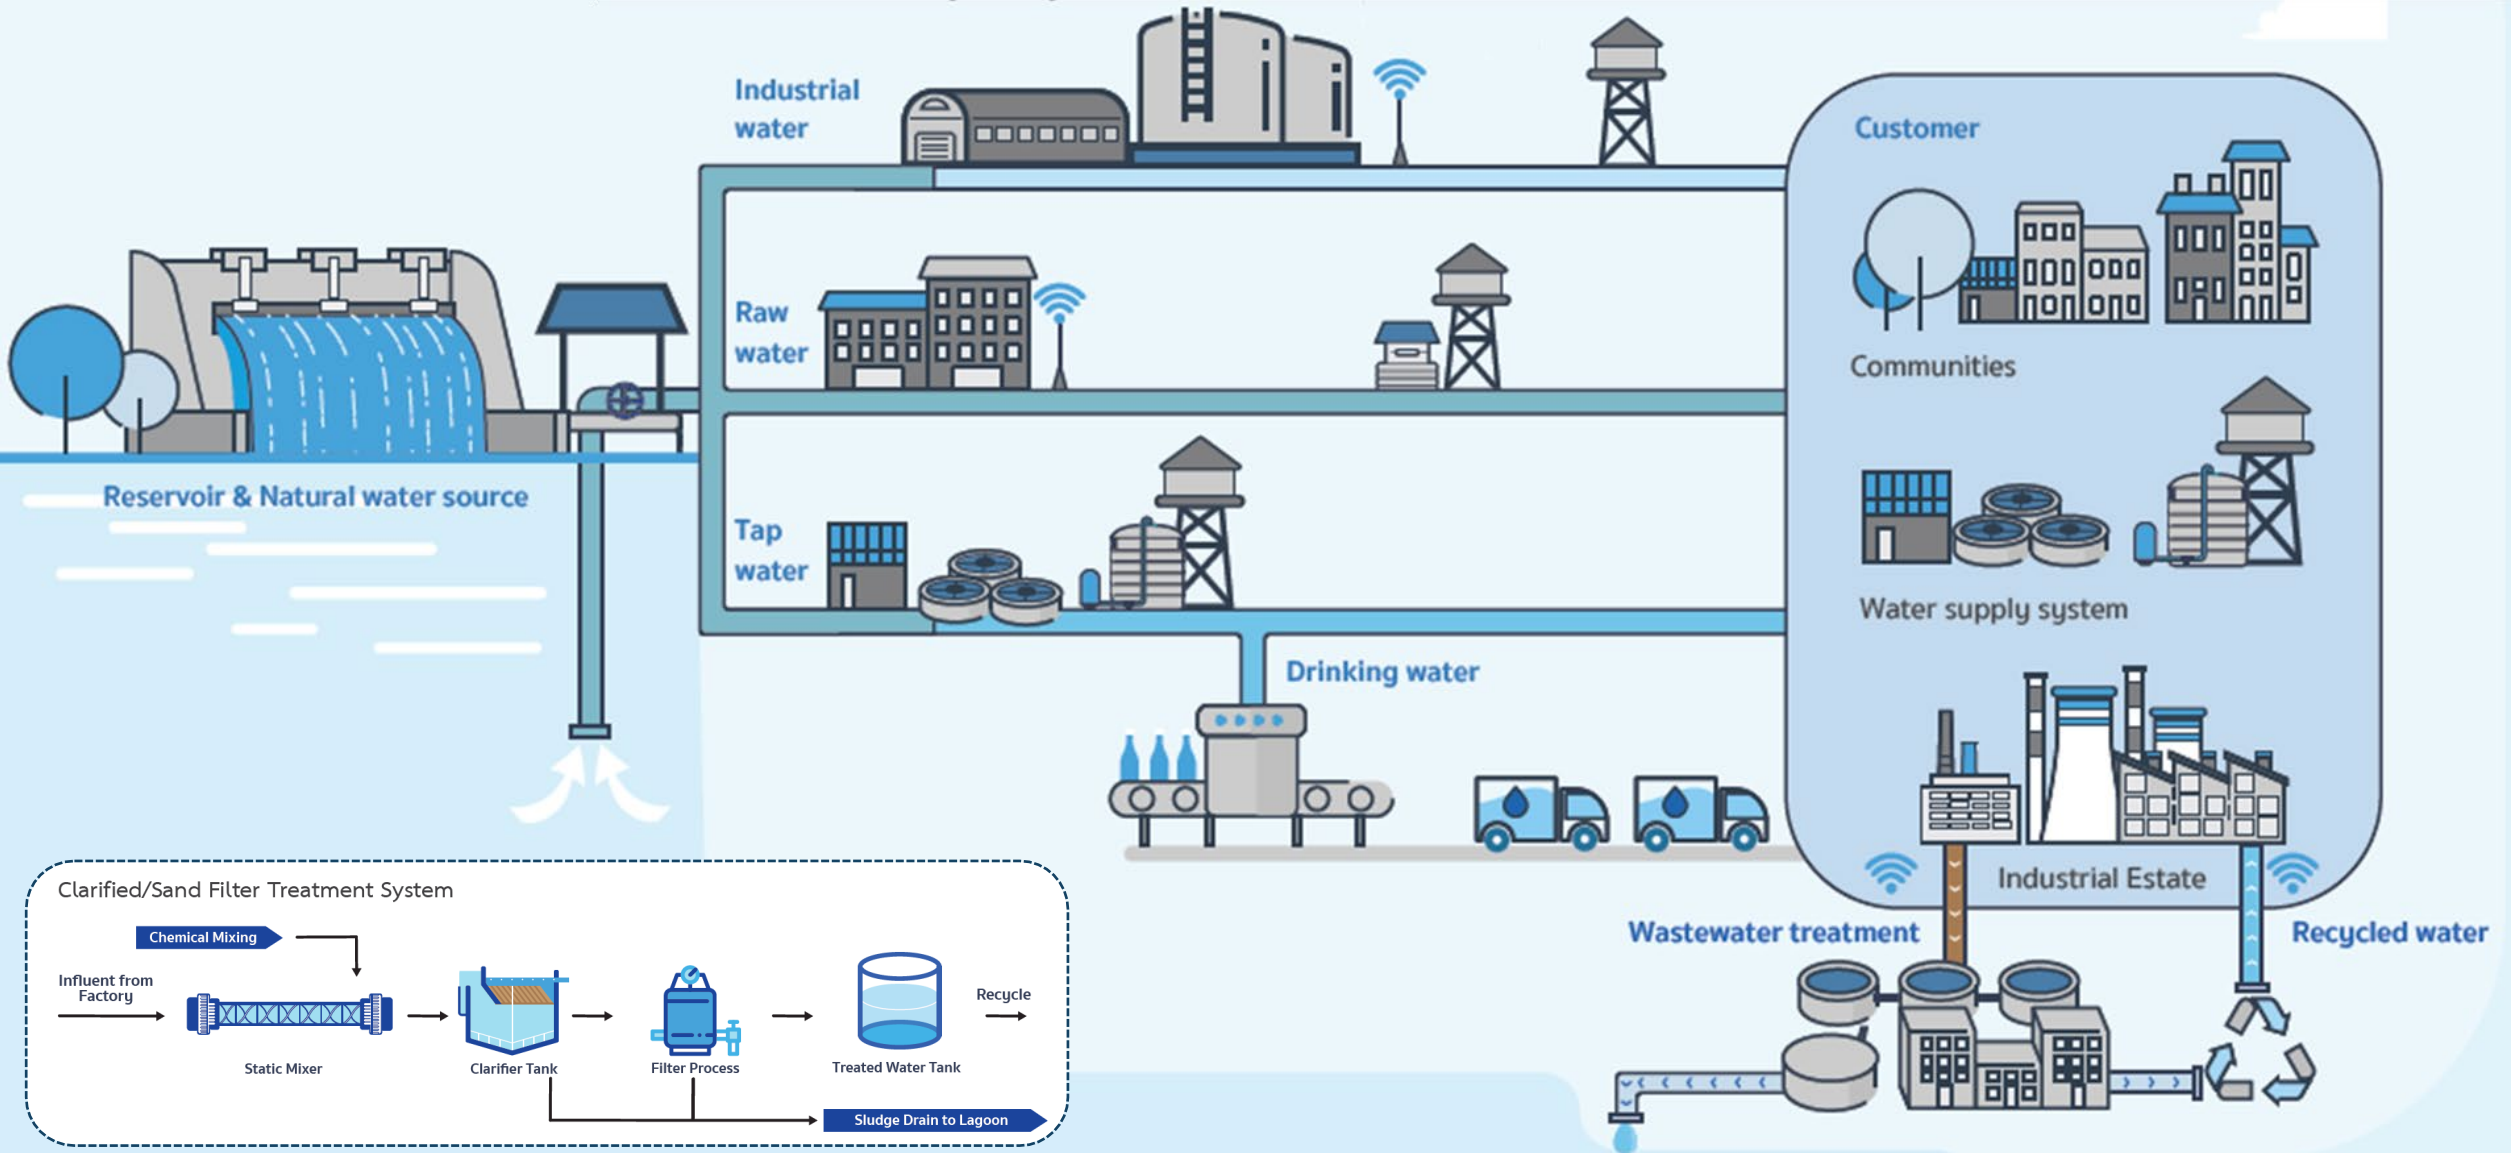 Industrial
water
Customer
Raw
water
Communities
Reservoir & Natural water source
Tap
water
Water supply system
Drinking water
Industrial Estate
Wastewater treatment
Recycled water
Clarified/Sand Filter Treatment System
Chemical Mixing
Influent from
Factory
Recycle
Static Mixer
Clarifier Tank
Filter Process
Treated Water Tank
Sludge Drain to Lagoon